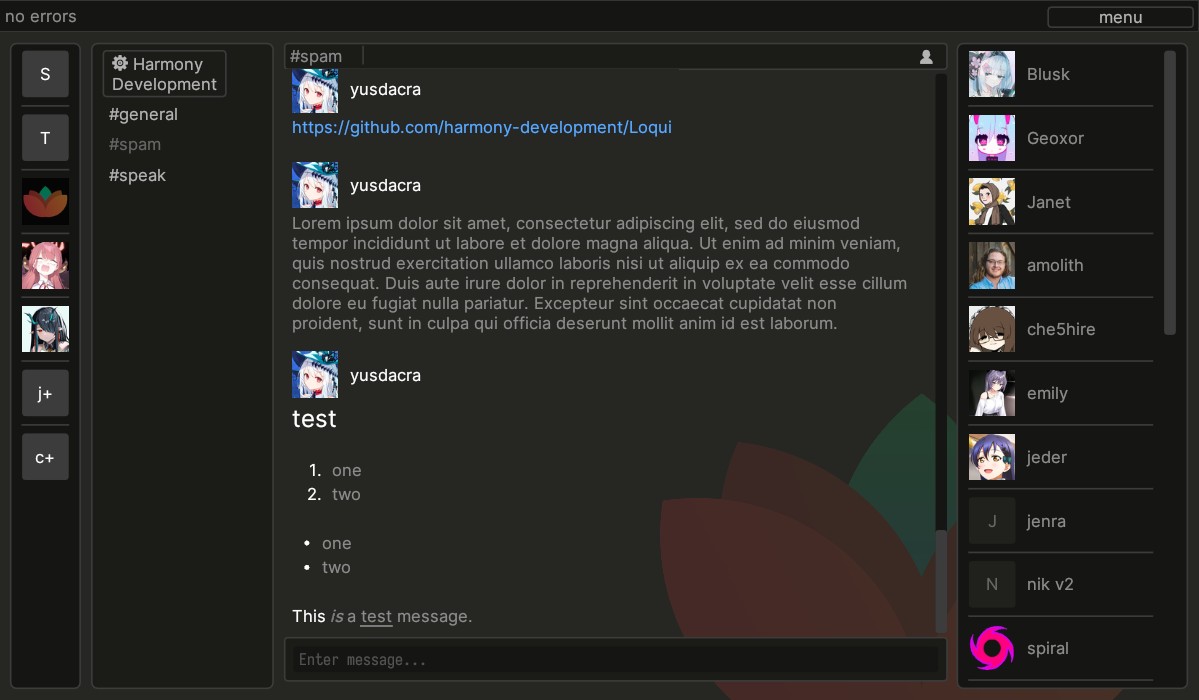 no errors
menu
S
T
j+
c+
Harmony
Development
#general
#spam
#speak
#spam
yusdacra
https://github.com/harmony-development/Loqui
yusdacra
Lorem ipsum dolor sit amet, consectetur adipiscing elit, sed do eiusmod
tempor incididunt ut labore et dolore magna aliqua. Ut enim ad minim veniam,
quis nostrud exercitation ullamco laboris nisi ut aliquip ex ea commodo
consequat. Duis aute irure dolor in reprehenderit in voluptate velit esse cillum
dolore eu fugiat nulla pariatur. Excepteur sint occaecat cupidatat non
proident, sunt in culpa qui officia deserunt mollit anim id est laborum.
yusdacra
test
1. one
2. two
• one
• two
This is a test message.
Enter message...
Blusk
Geoxor
Janet
amolith
che5hire
emily
jeder
J
jenra
N
nik v2
spiral